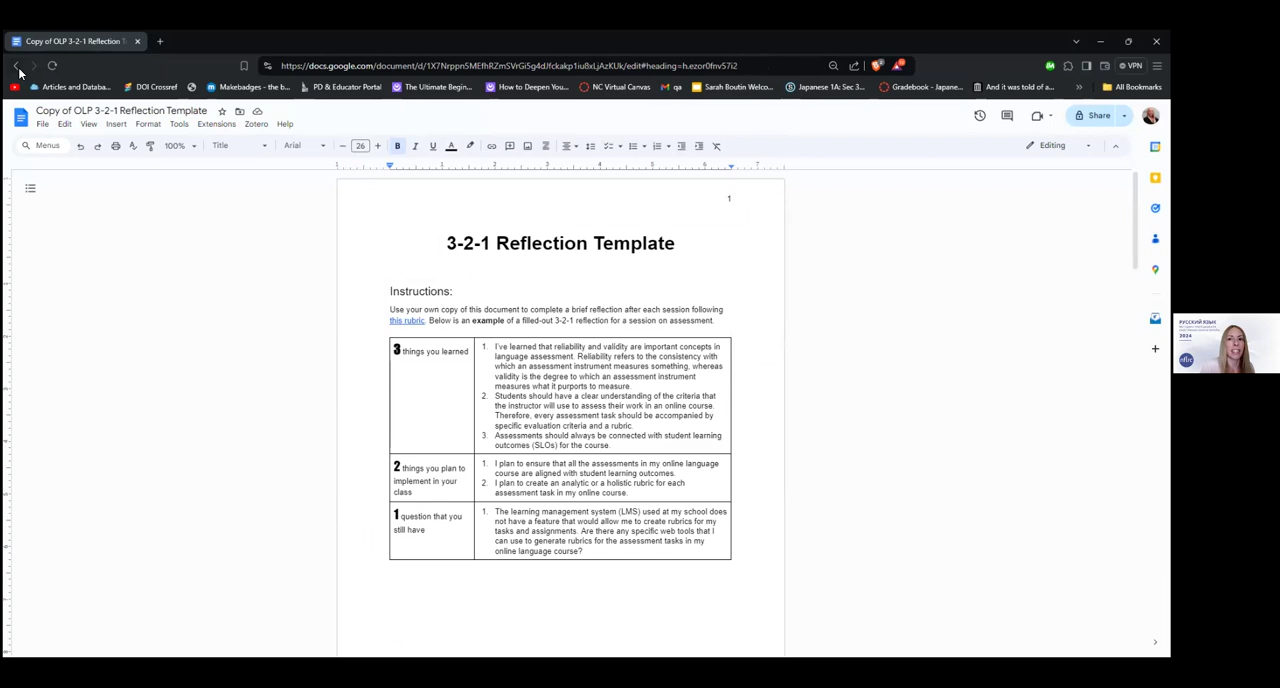 Copy of OLP 3-2-1 Reflection T
https://docs.google.com/document/d/1X7Nrppn5MEfhRZmSVrGi5g4dJfckakp1iu8xLjAzKUk/edit#heading=h.ezor0fnv57i2
VPN
Articles and Databa...
DOI Crossref
Makebadges - the b...
PD & Educator Portal
The Ultimate Begin...
How to Deepen You...
NC Virtual Canvas
qa
Sarah Boutin Welco...
Japanese 1A: Sec 3...
Gradebook - Japane...
And it was told of a...
All Bookmarks
Copy of OLP 3-2-1 Reflection Template
File Edit View Insert Format Tools Extensions Zotero Help
Share
Menus
100%
Title
Arial
26
Editing
1
3-2-1 Reflection Template
Instructions:
Use your own copy of this document to complete a brief reflection after each session following
this rubric. Below is an example of a filled-out 3-2-1 reflection for a session on assessment.
3 things you learned
1. I've learned that reliability and validity are important concepts in
language assessment. Reliability refers to the consistency with
which an assessment instrument measures something, whereas
validity is the degree to which an assessment instrument
measures what it purports to measure.
2. Students should have a clear understanding of the criteria that
the instructor will use to assess their work in an online course.
Therefore, every assessment task should be accompanied by
specific evaluation criteria and a rubric.
3. Assessments should always be connected with student learning
outcomes (SLOs) for the course.
2 things you plan to
implement in your
class
1. I plan to ensure that all the assessments in my online language
course are aligned with student learning outcomes.
2. I plan to create an analytic or a holistic rubric for each
assessment task in my online course.
1 question that you
still have
1. The learning management system (LMS) used at my school does
not have a feature that would allow me to create rubrics for my
tasks and assignments. Are there any specific web tools that I
can use to generate rubrics for the assessment tasks in my
online language course?
РУССКИЙ ЯЗЫК
2024
nflrc